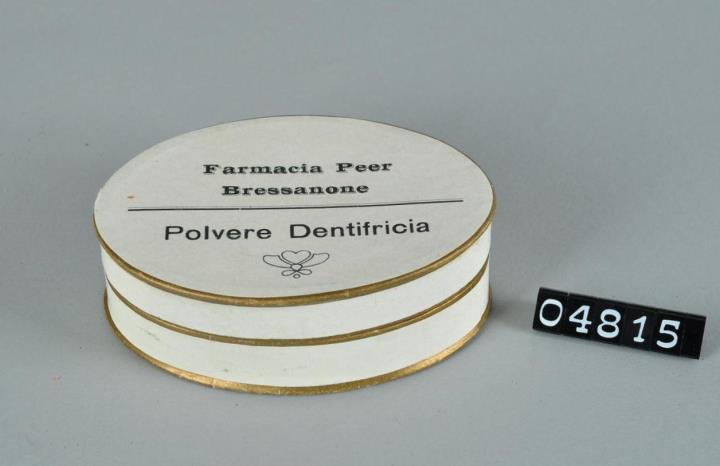 Farmacia Peer
Bressanone
Polvere Dentifricia
04815